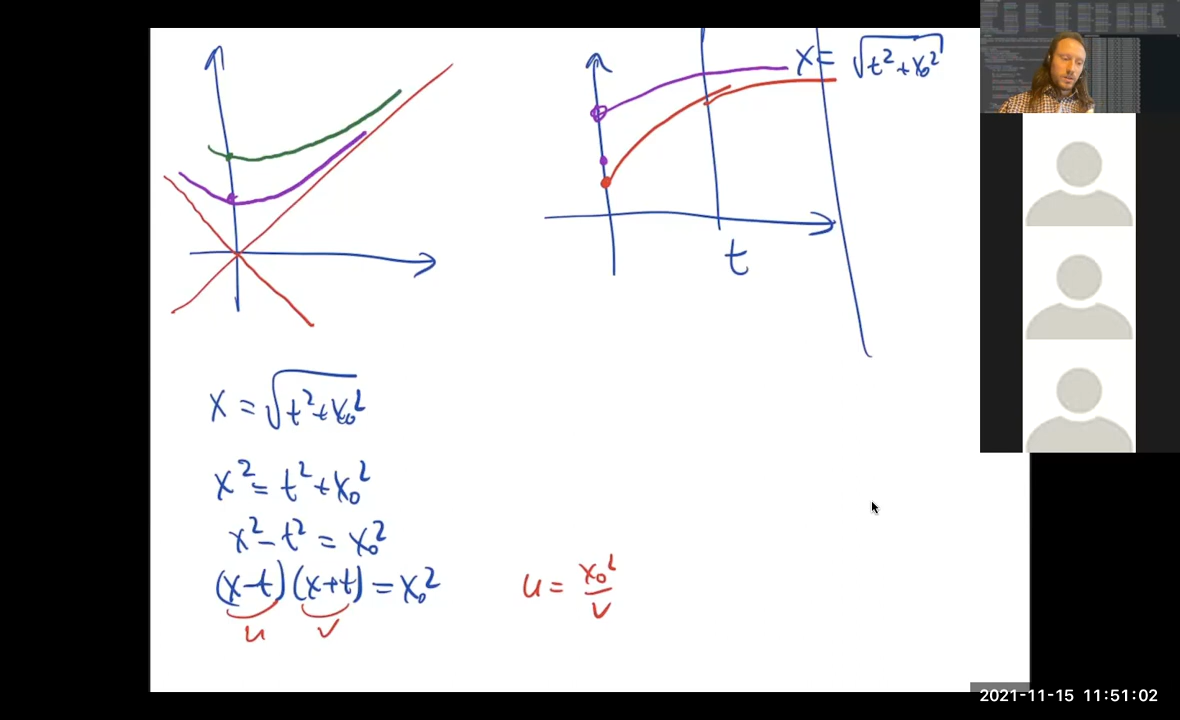 x = √(t²+x₀²)
t
x = √(t²+x₀²)
x² = t²+x₀²
x²-t² = x₀²
(x-t)(x+t) = x₀²
u v
u = x₀²/v
2021-11-15 11:51:02